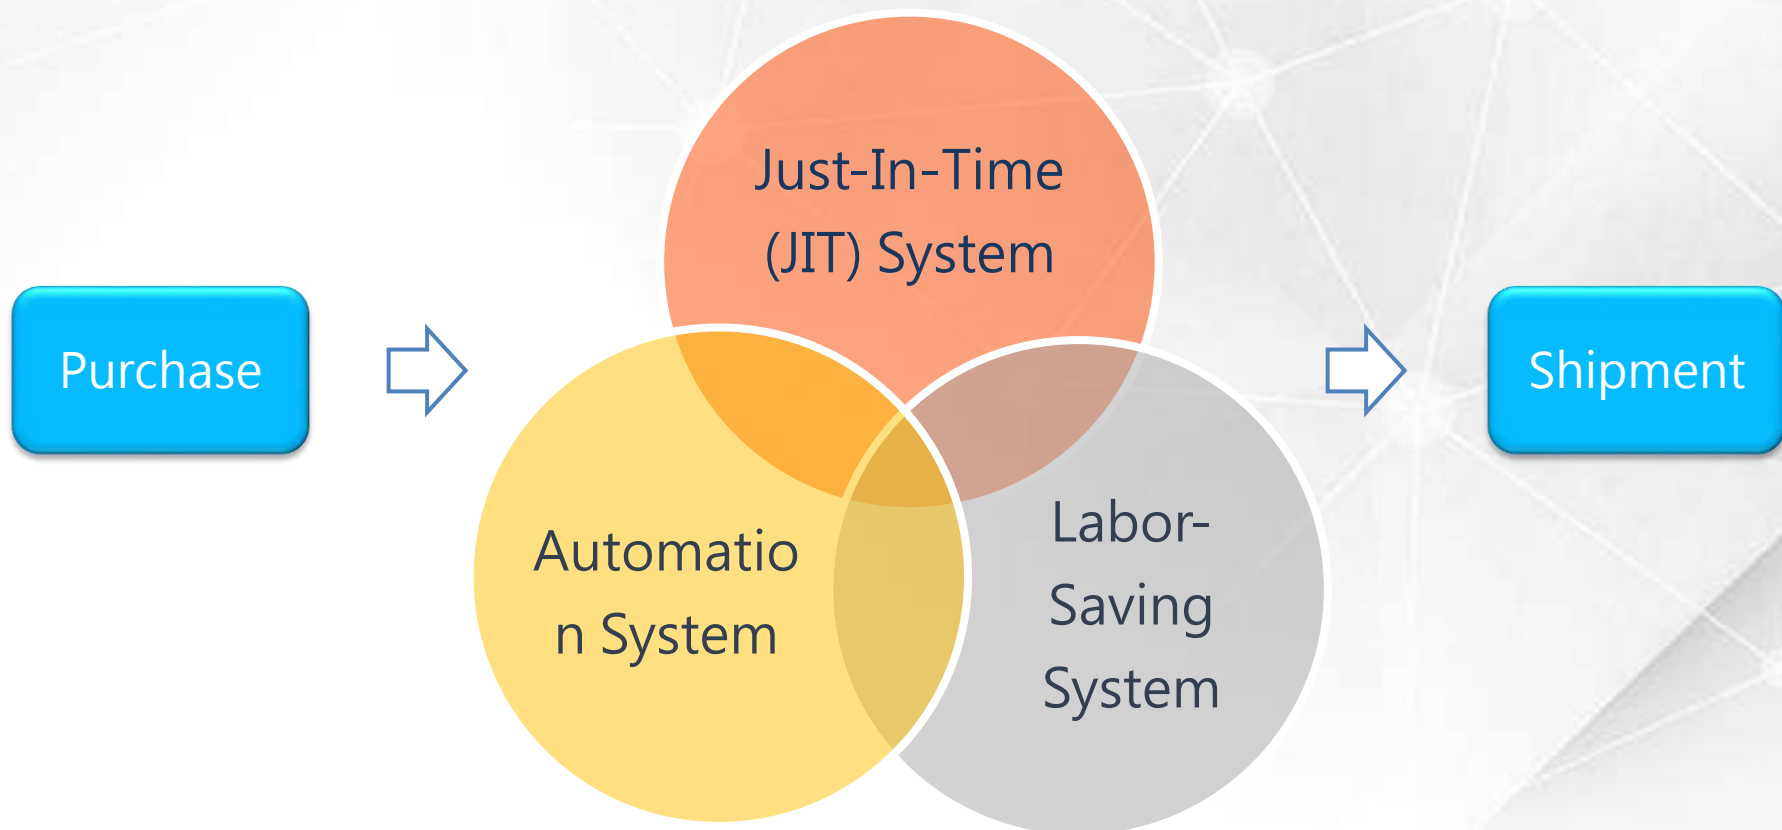 Just-In-Time
(JIT) System
Purchase
Shipment
Automatio
n System
Labor-
Saving
System